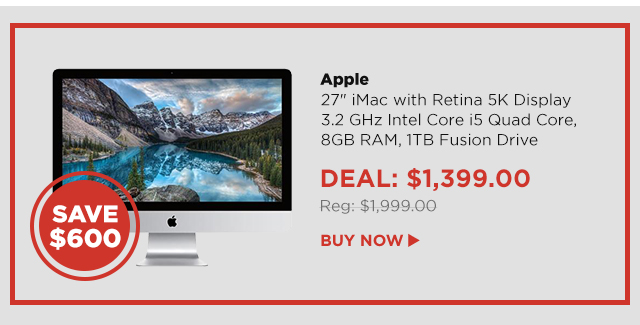 Apple
27" iMac with Retina 5K Display
3.2 GHz Intel Core i5 Quad Core,
8GB RAM, 1TB Fusion Drive
DEAL: $1,399.00
Reg: $1,999.00
BUY NOW ▶
SAVE
$600